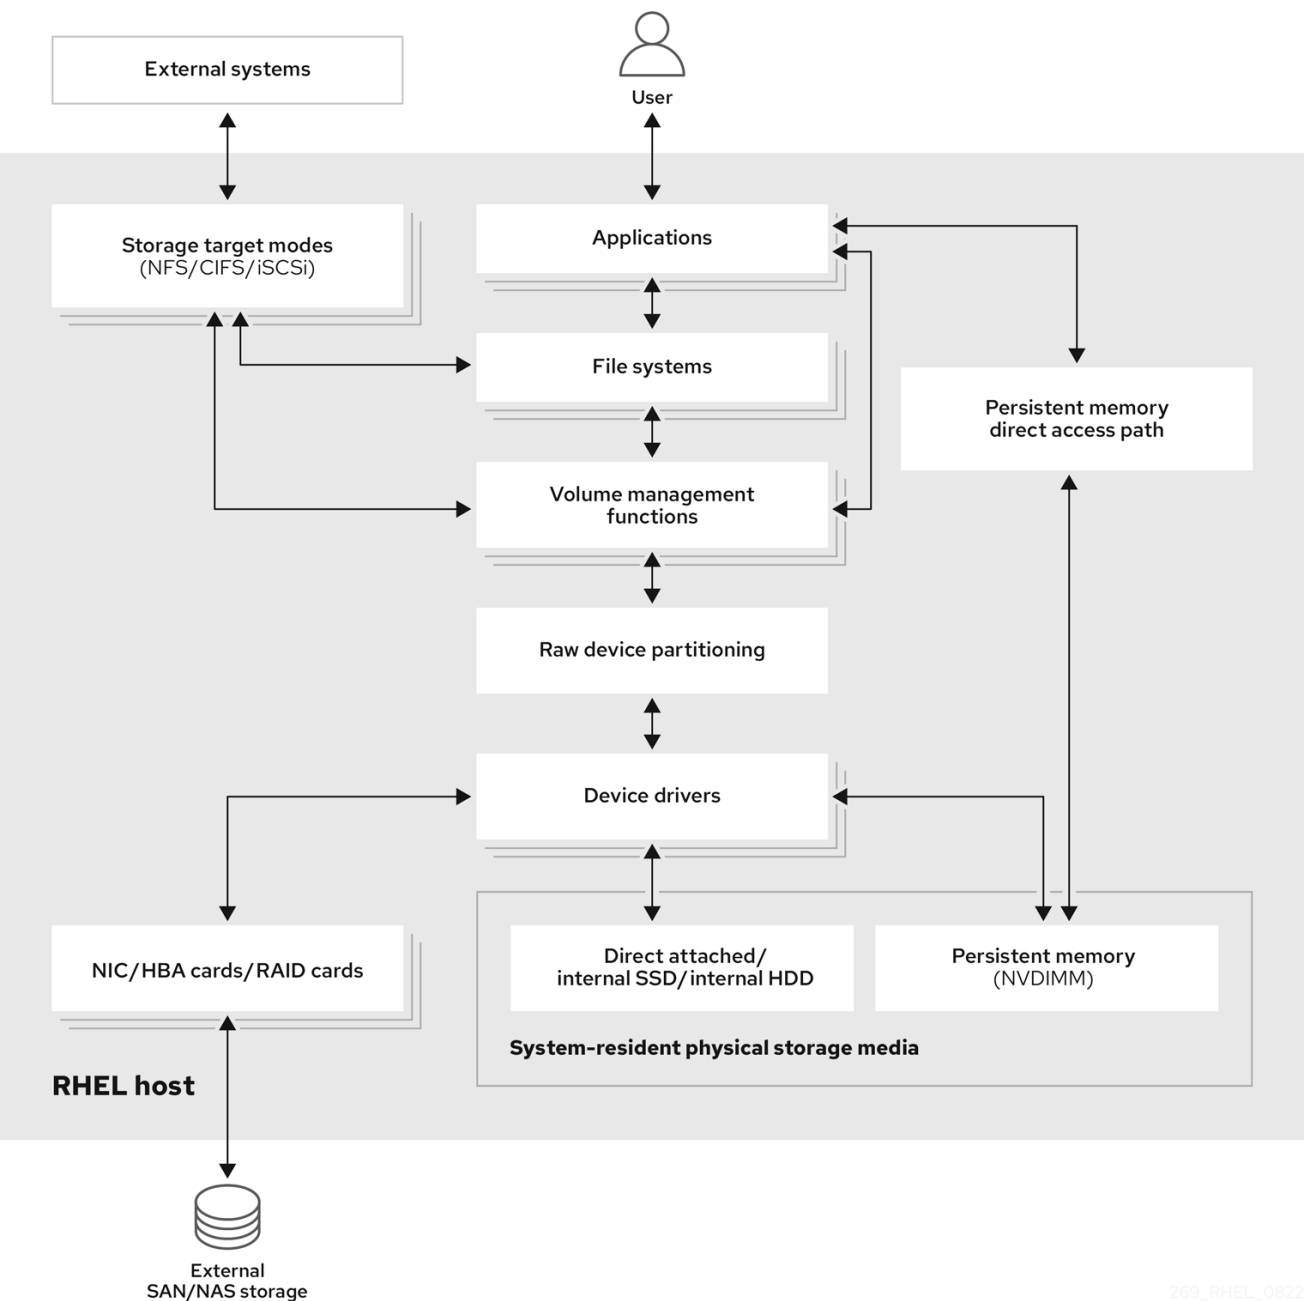 External systems
User
Storage target modes
(NFS/CIFS/iSCSi)
Applications
File systems
Persistent memory
direct access path
Volume management
functions
Raw device partitioning
Device drivers
NIC/HBA cards/RAID cards
Direct attached/
internal SSD/internal HDD
Persistent memory
(NVDIMM)
System-resident physical storage media
RHEL host
External
SAN/NAS storage
269_RHEL_0822